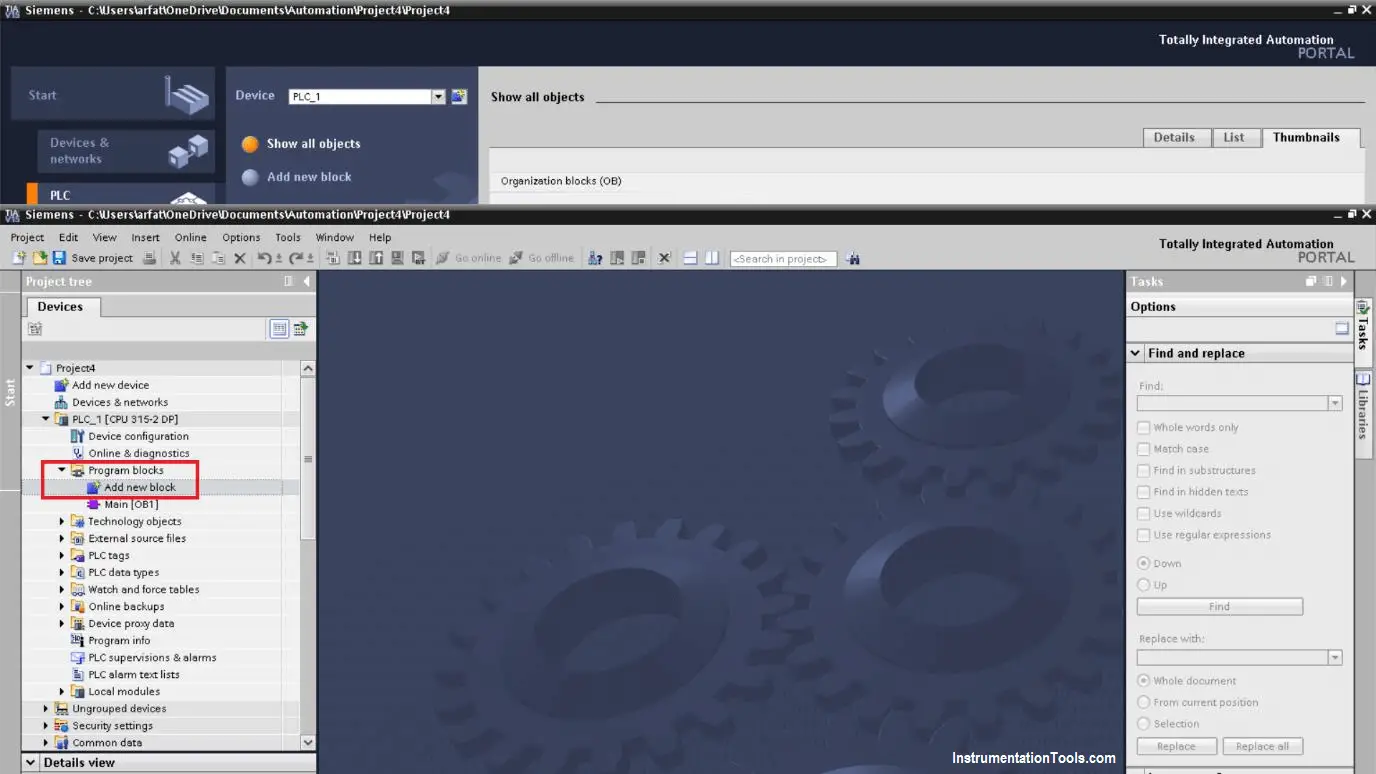 Siemens - C:\Users\arfat\OneDrive\Documents\Automation\Project4\Project4
Totally Integrated Automation
PORTAL
Start
Devices &
networks
PLC
Device
PLC_1
Show all objects
Add new block
Show all objects
Details
List
Thumbnails
Organization blocks (OB)
Siemens - C:\Users\arfat\OneDrive\Documents\Automation\Project4\Project4
Project Edit View Insert Online Options Tools Window Help
Totally Integrated Automation
PORTAL
Save project
Go online
Go offline
<Search in project>
Project tree
Devices
Start
Project4
Add new device
Devices & networks
PLC_1 [CPU 315-2 DP]
Device configuration
Online & diagnostics
Program blocks
Add new block
Main [OB1]
Technology objects
External source files
PLC tags
PLC data types
Watch and force tables
Online backups
Device proxy data
Program info
PLC supervisions & alarms
PLC alarm text lists
Local modules
Ungrouped devices
Security settings
Common data
Details view
Tasks
Options
Find and replace
Find:
Whole words only
Match case
Find in substructures
Find in hidden texts
Use wildcards
Use regular expressions
Down
Up
Find
Replace with:
Whole document
From current position
Selection
Replace
Replace all
Tasks
Libraries
InstrumentationTools.com